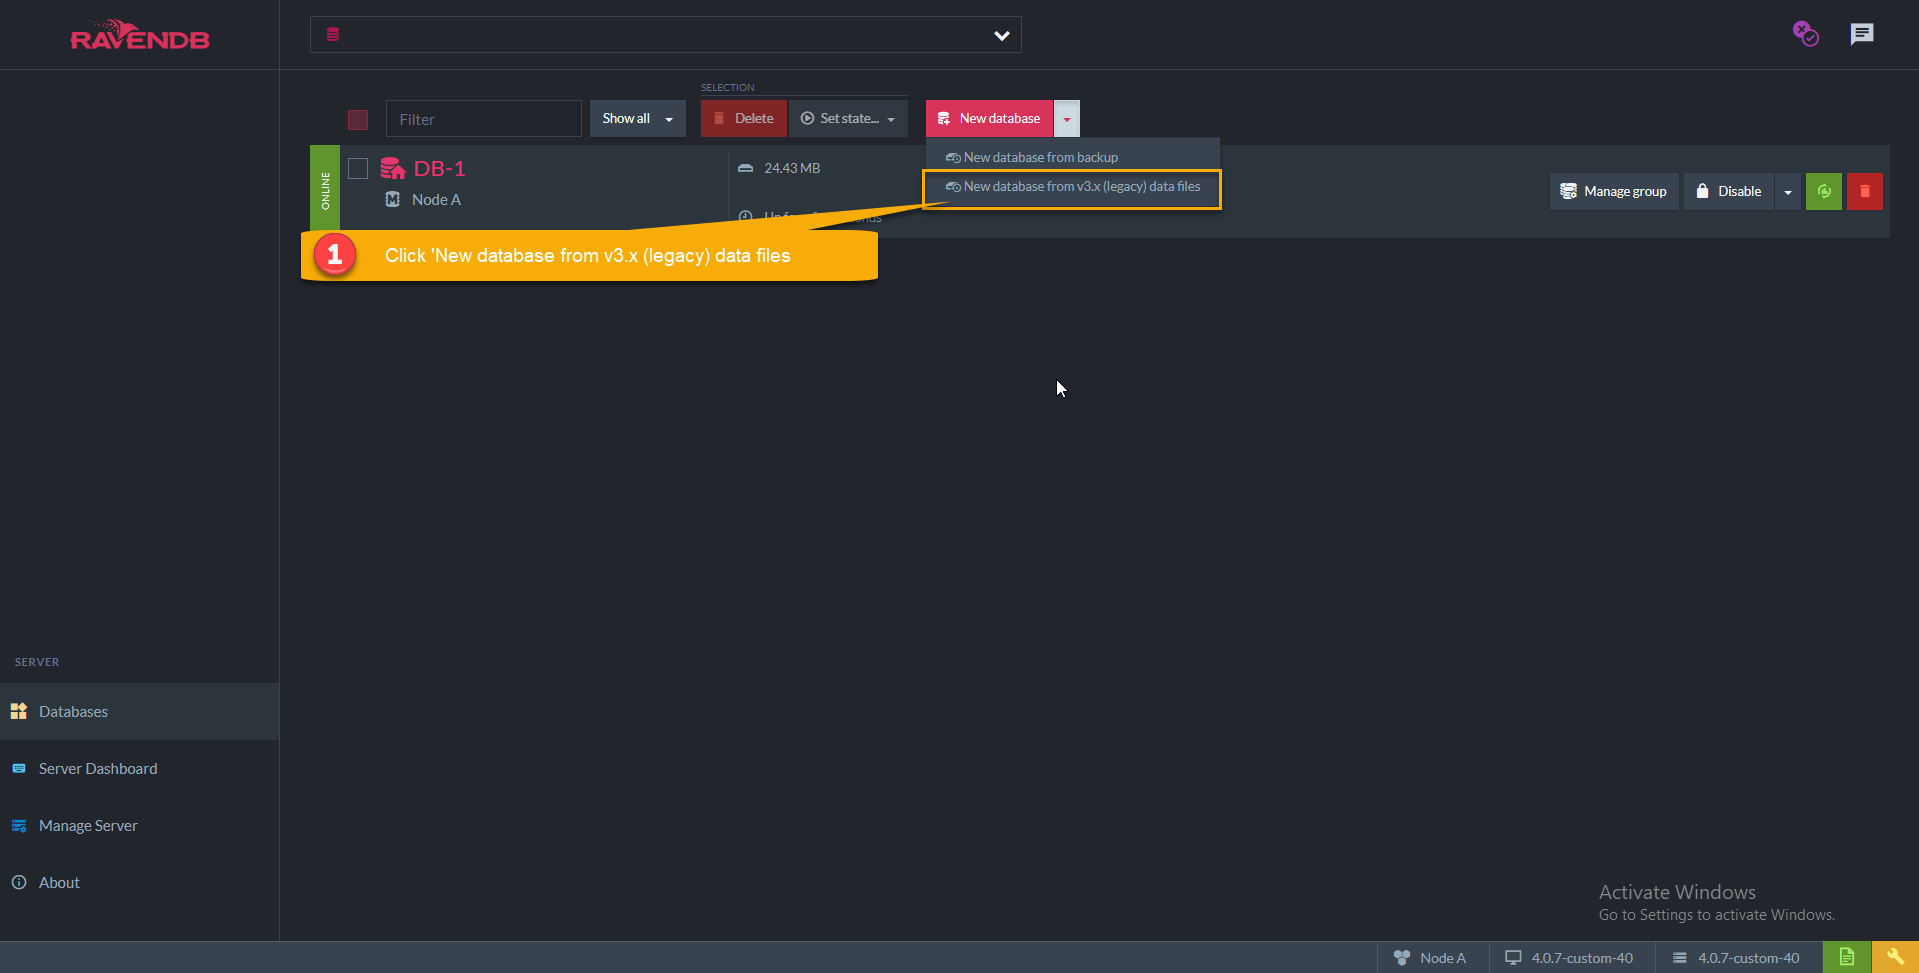 RAVENDB
SELECTION
Filter
Show all
Delete
Set state...
New database
New database from backup
New database from v3.x (legacy) data files
ONLINE
DB-1
24.43 MB
Node A
Manage group
Disable
1
Click 'New database from v3.x (legacy) data files
SERVER
Databases
Server Dashboard
Manage Server
About
Activate Windows
Go to Settings to activate Windows.
Node A
4.0.7-custom-40
4.0.7-custom-40